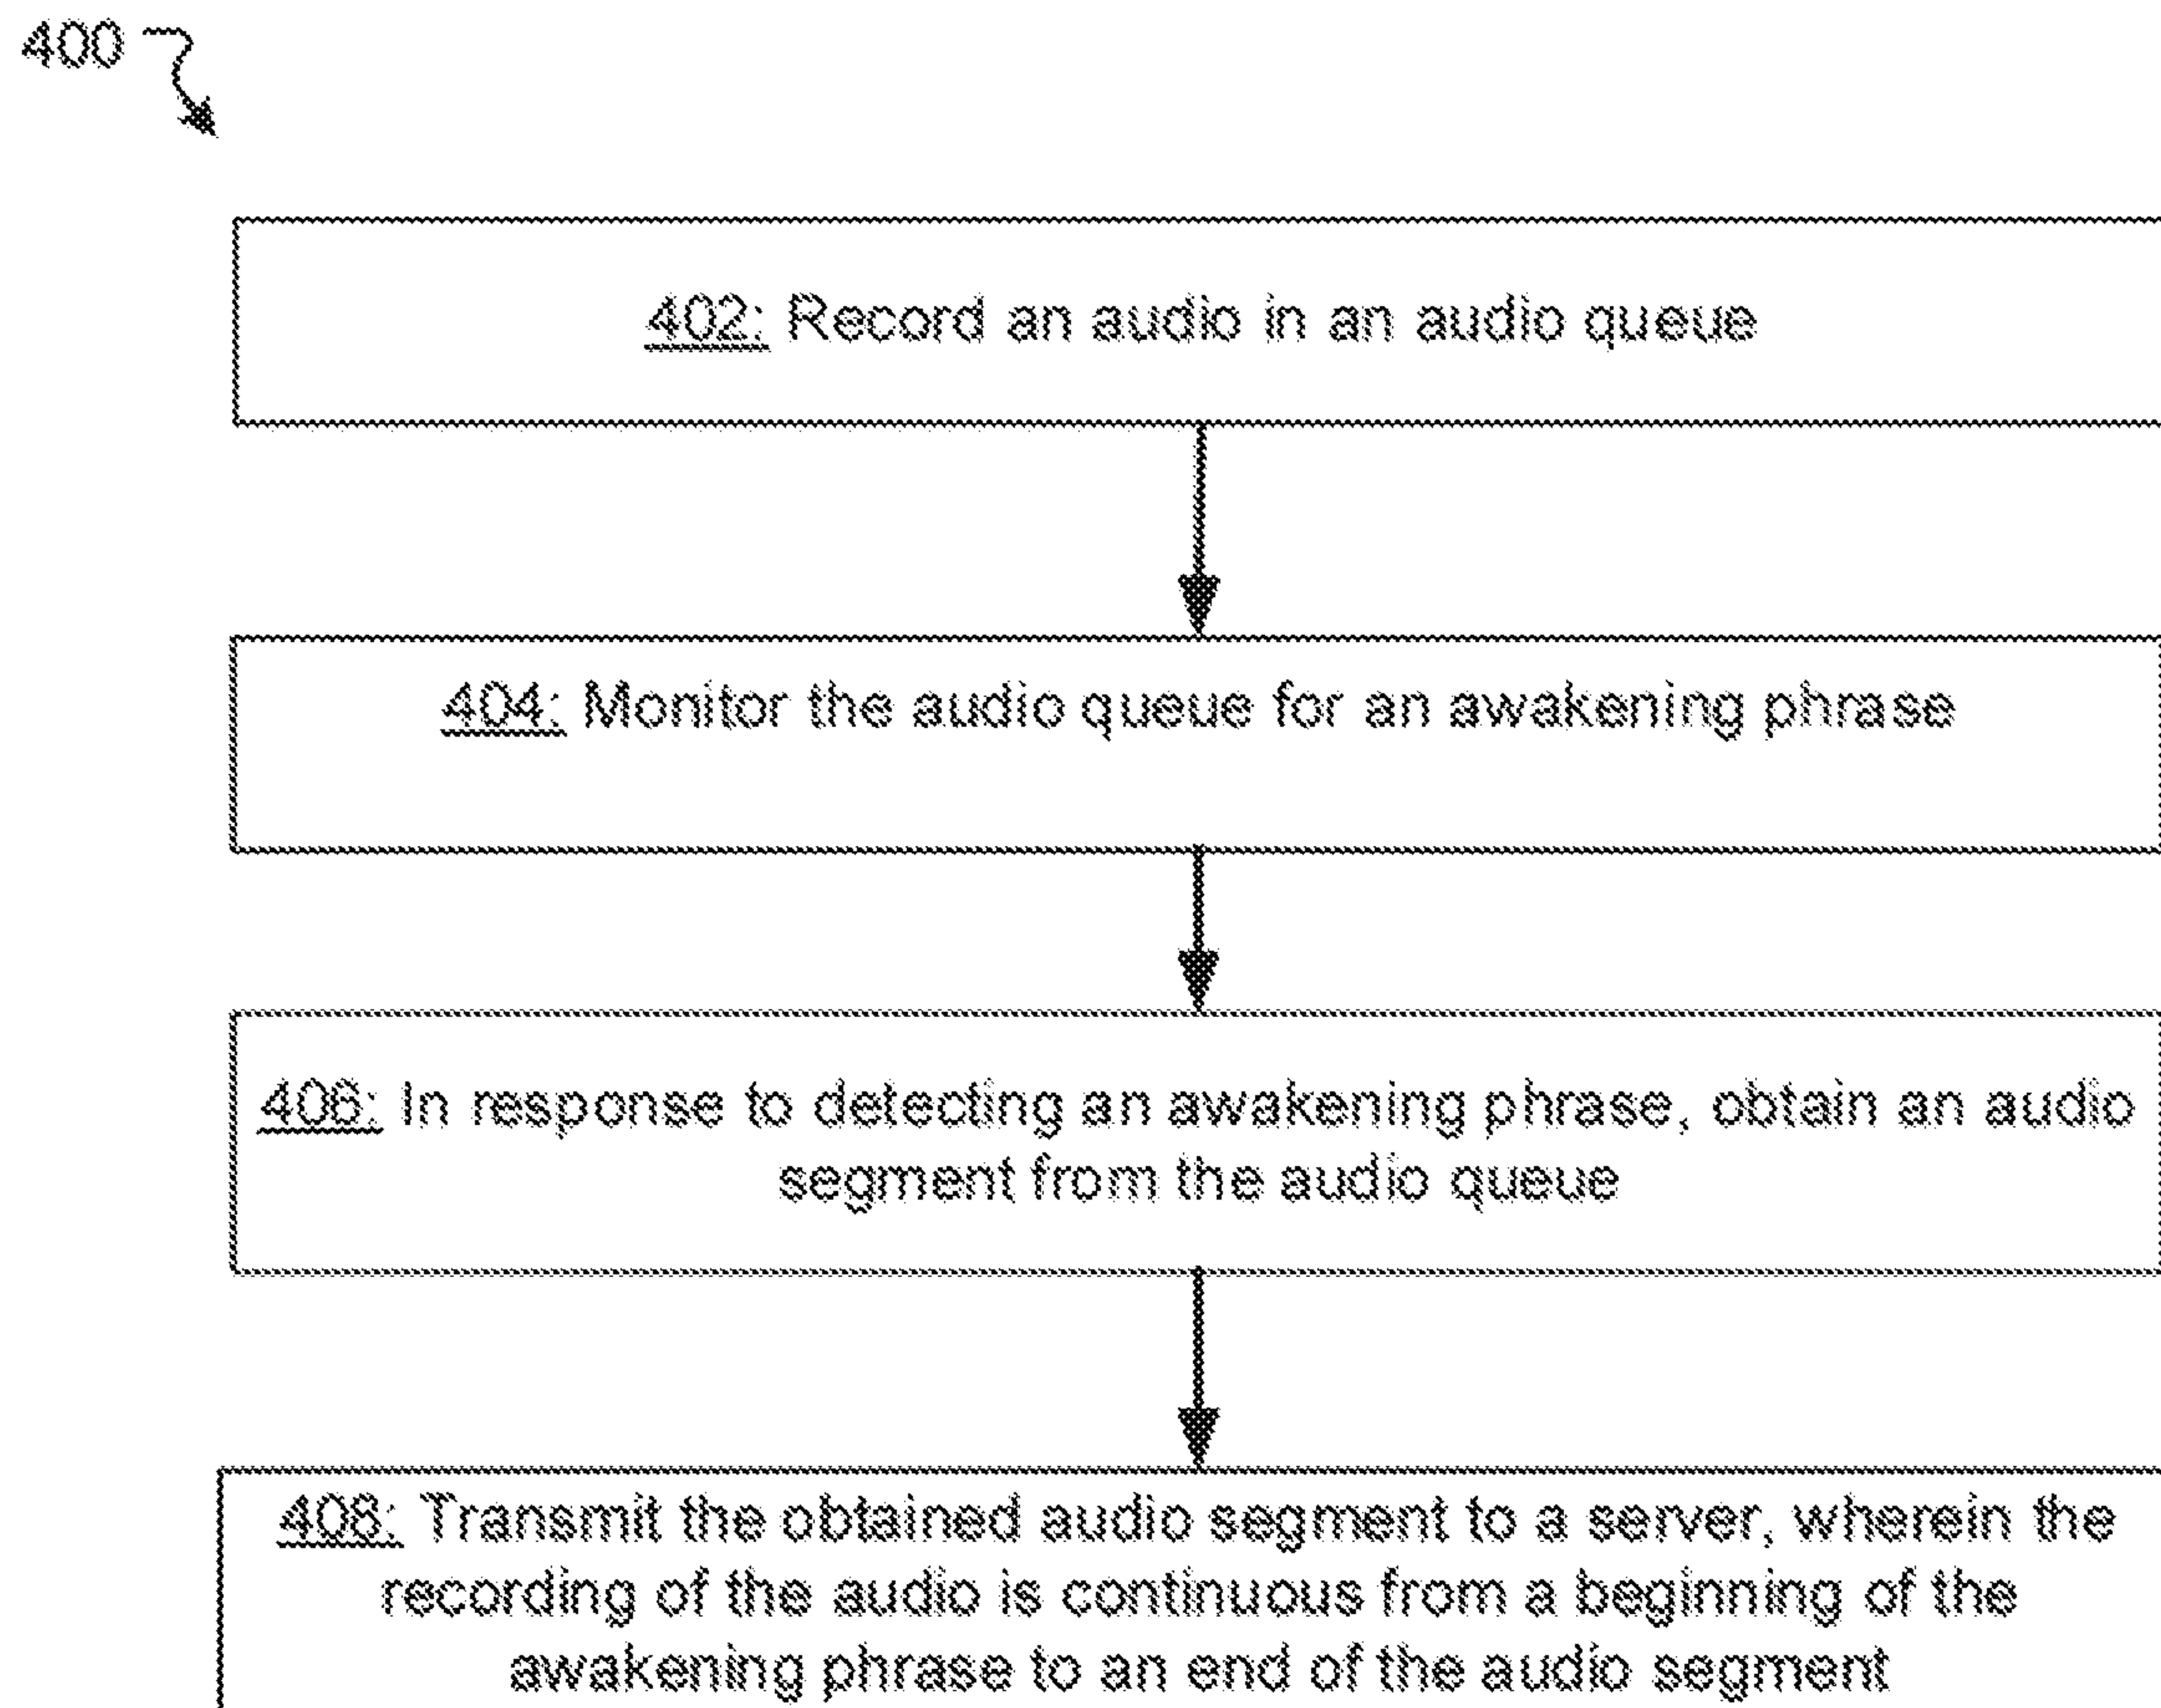 400
402: Record an audio in an audio queue
404: Monitor the audio queue for an awakening phrase
406: In response to detecting an awakening phrase, obtain an audio
segment from the audio queue
408: Transmit the obtained audio segment to a server, wherein the
recording of the audio is continuous from a beginning of the
awakening phrase to an end of the audio segment